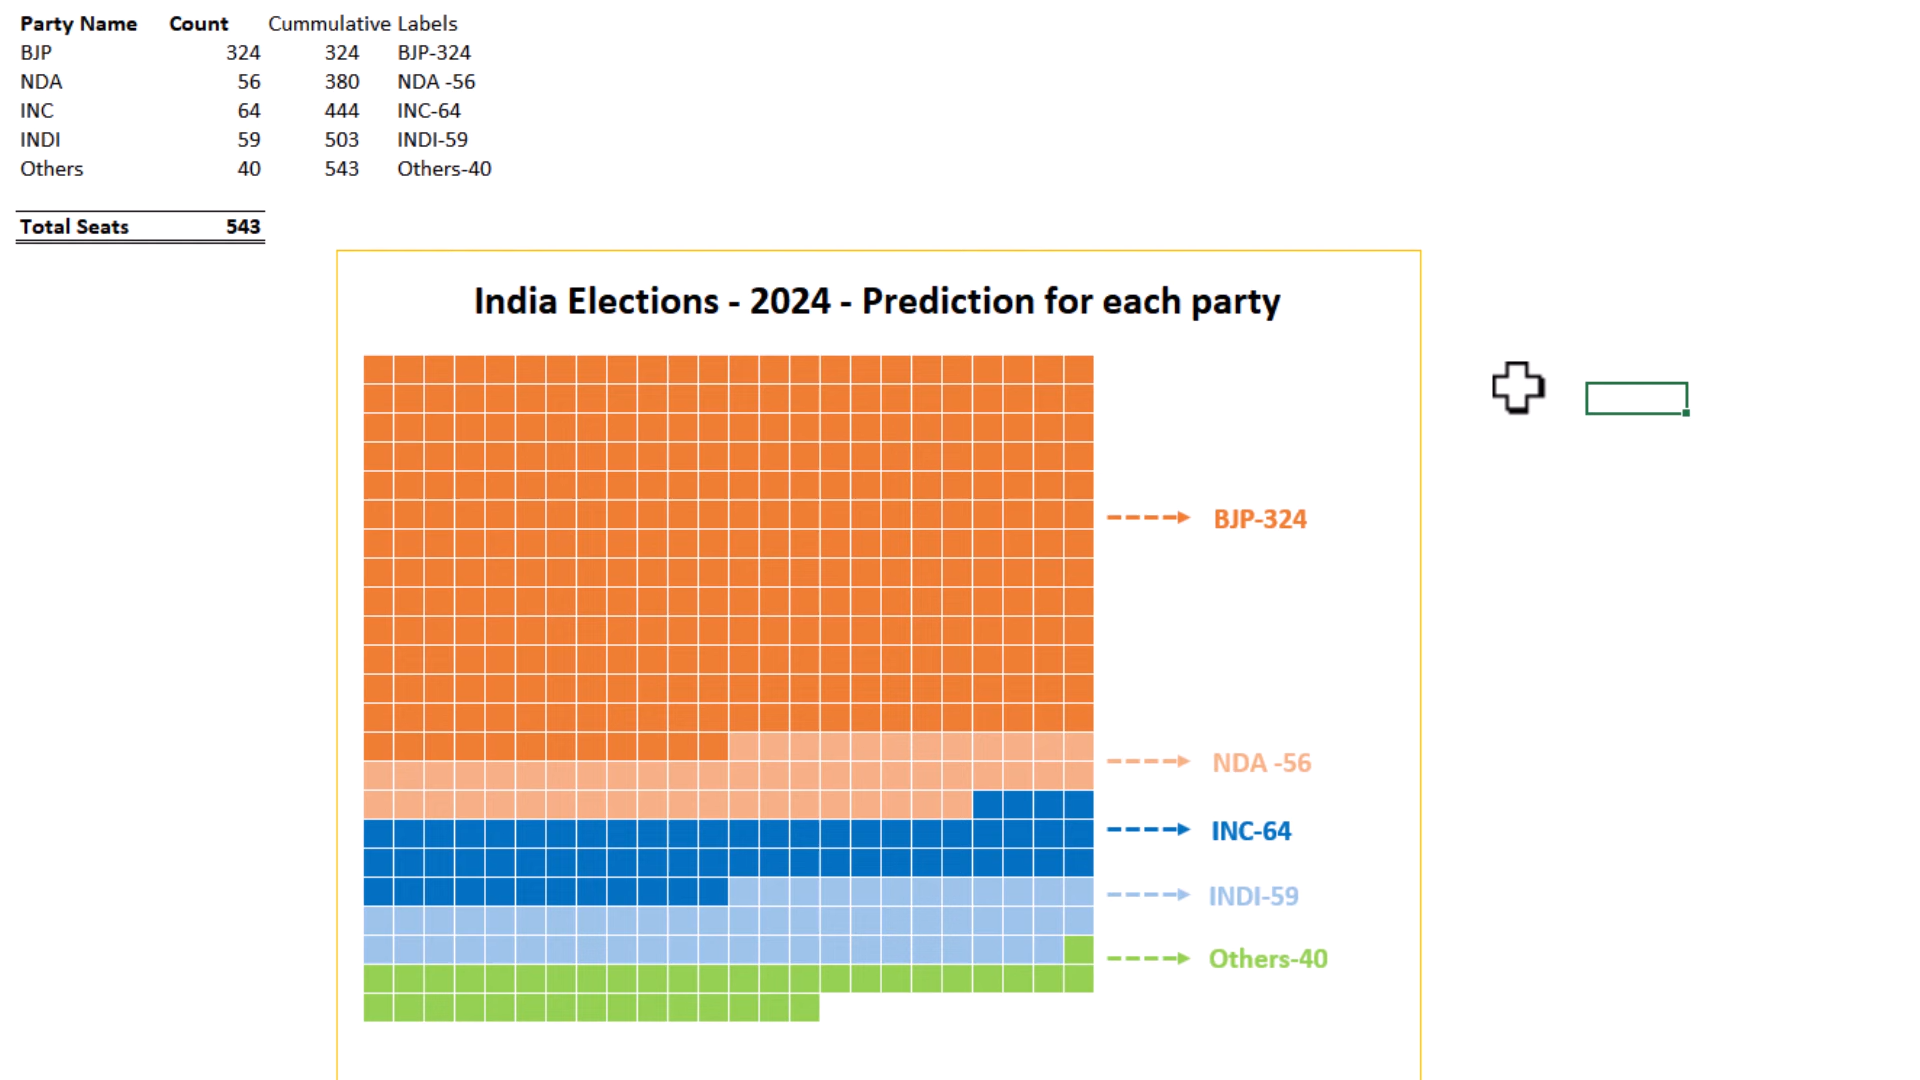 Party Name Count Cummulative Labels
BJP 324 324 BJP-324
NDA 56 380 NDA -56
INC 64 444 INC-64
INDI 59 503 INDI-59
Others 40 543 Others-40
Total Seats 543
India Elections - 2024 - Prediction for each party
BJP-324
NDA -56
INC-64
INDI-59
Others-40